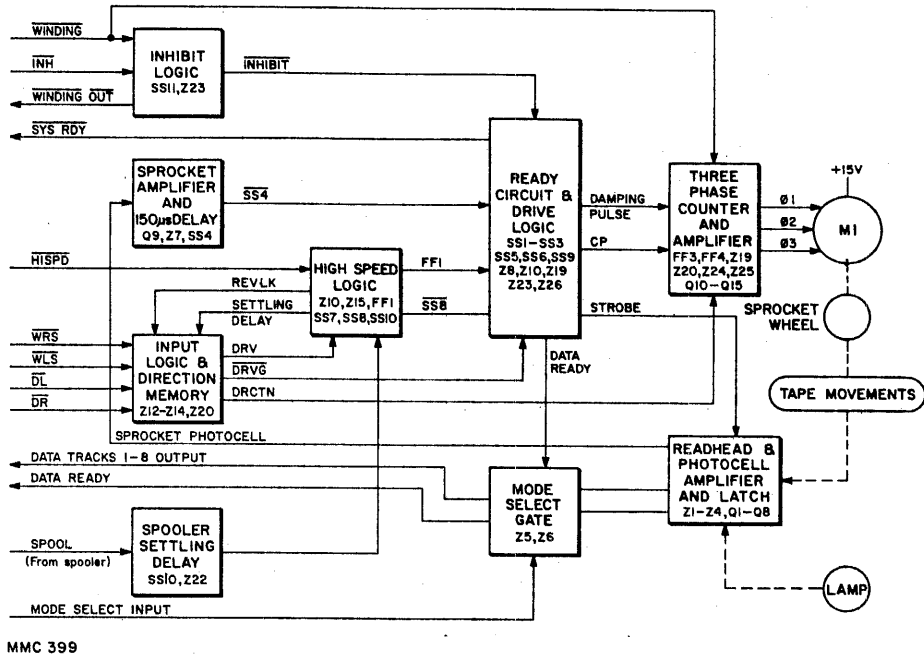 WINDING
INH
WINDING OUT
INHIBIT
LOGIC
SS11,Z23
INHIBIT
SYS RDY
SPROCKET
AMPLIFIER
AND
150µs DELAY
Q9,Z7,SS4
SS4
READY
CIRCUIT &
DRIVE
LOGIC
SS1-SS3
SS5,SS6,SS9
Z8,Z10,Z19
Z23,Z26
DAMPING
PULSE
CP
THREE
PHASE
COUNTER
AND
AMPLIFIER
FF3,FF4,Z19
Z20,Z24,Z25
Q10-Q15
Ø1
Ø2
Ø3
+15V
M1
HISPD
HIGH SPEED
LOGIC
Z10,Z15,FF1
SS7,SS8,SS10
FF1
SS8
REVLK
SETTLING
DELAY
STROBE
SPROCKET
WHEEL
WRS
WLS
DL
DR
INPUT
LOGIC &
DIRECTION
MEMORY
Z12-Z14,Z20
DRV
DRVG
DRCTN
DATA
READY
TAPE MOVEMENTS
SPROCKET PHOTOCELL
DATA TRACKS 1-8 OUTPUT
DATA READY
MODE
SELECT
GATE
Z5,Z6
READHEAD &
PHOTOCELL
AMPLIFIER
AND LATCH
Z1-Z4,Q1-Q8
SPOOL
(From spooler)
SPOOLER
SETTLING
DELAY
SS10,Z22
LAMP
MODE SELECT INPUT
MMC 399